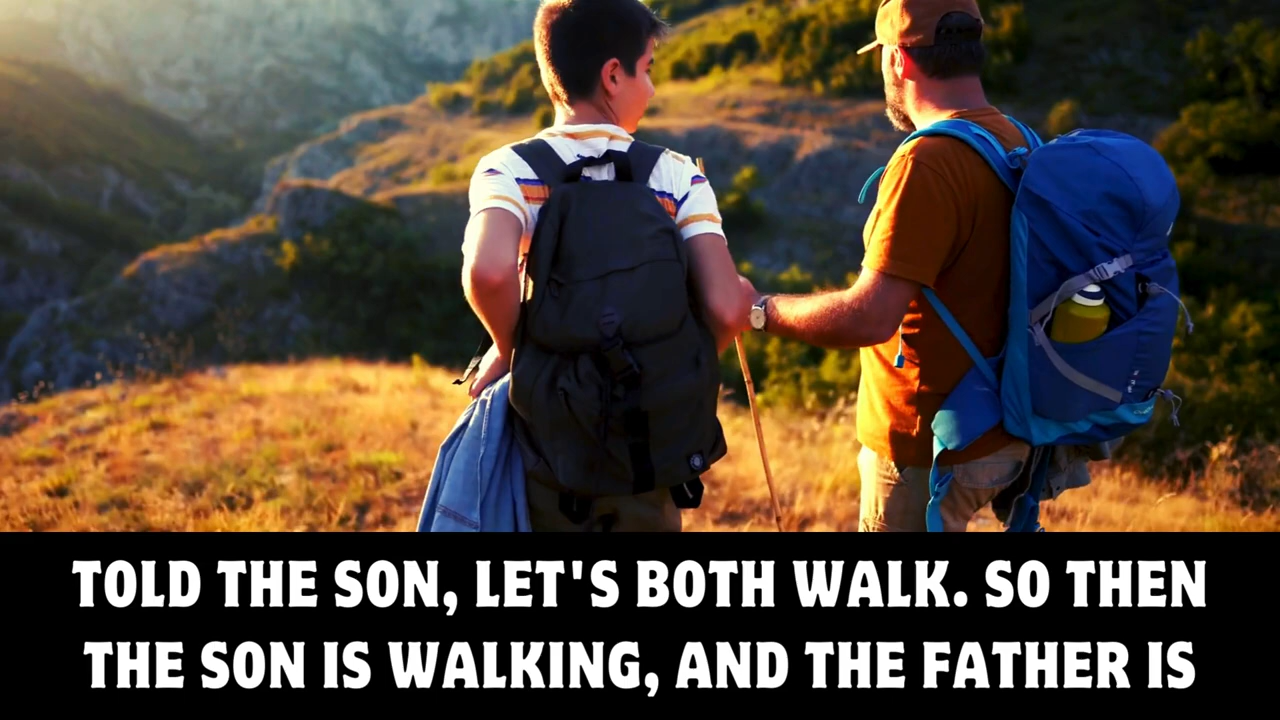 TOLD THE SON, LET'S BOTH WALK. SO THEN
THE SON IS WALKING, AND THE FATHER IS